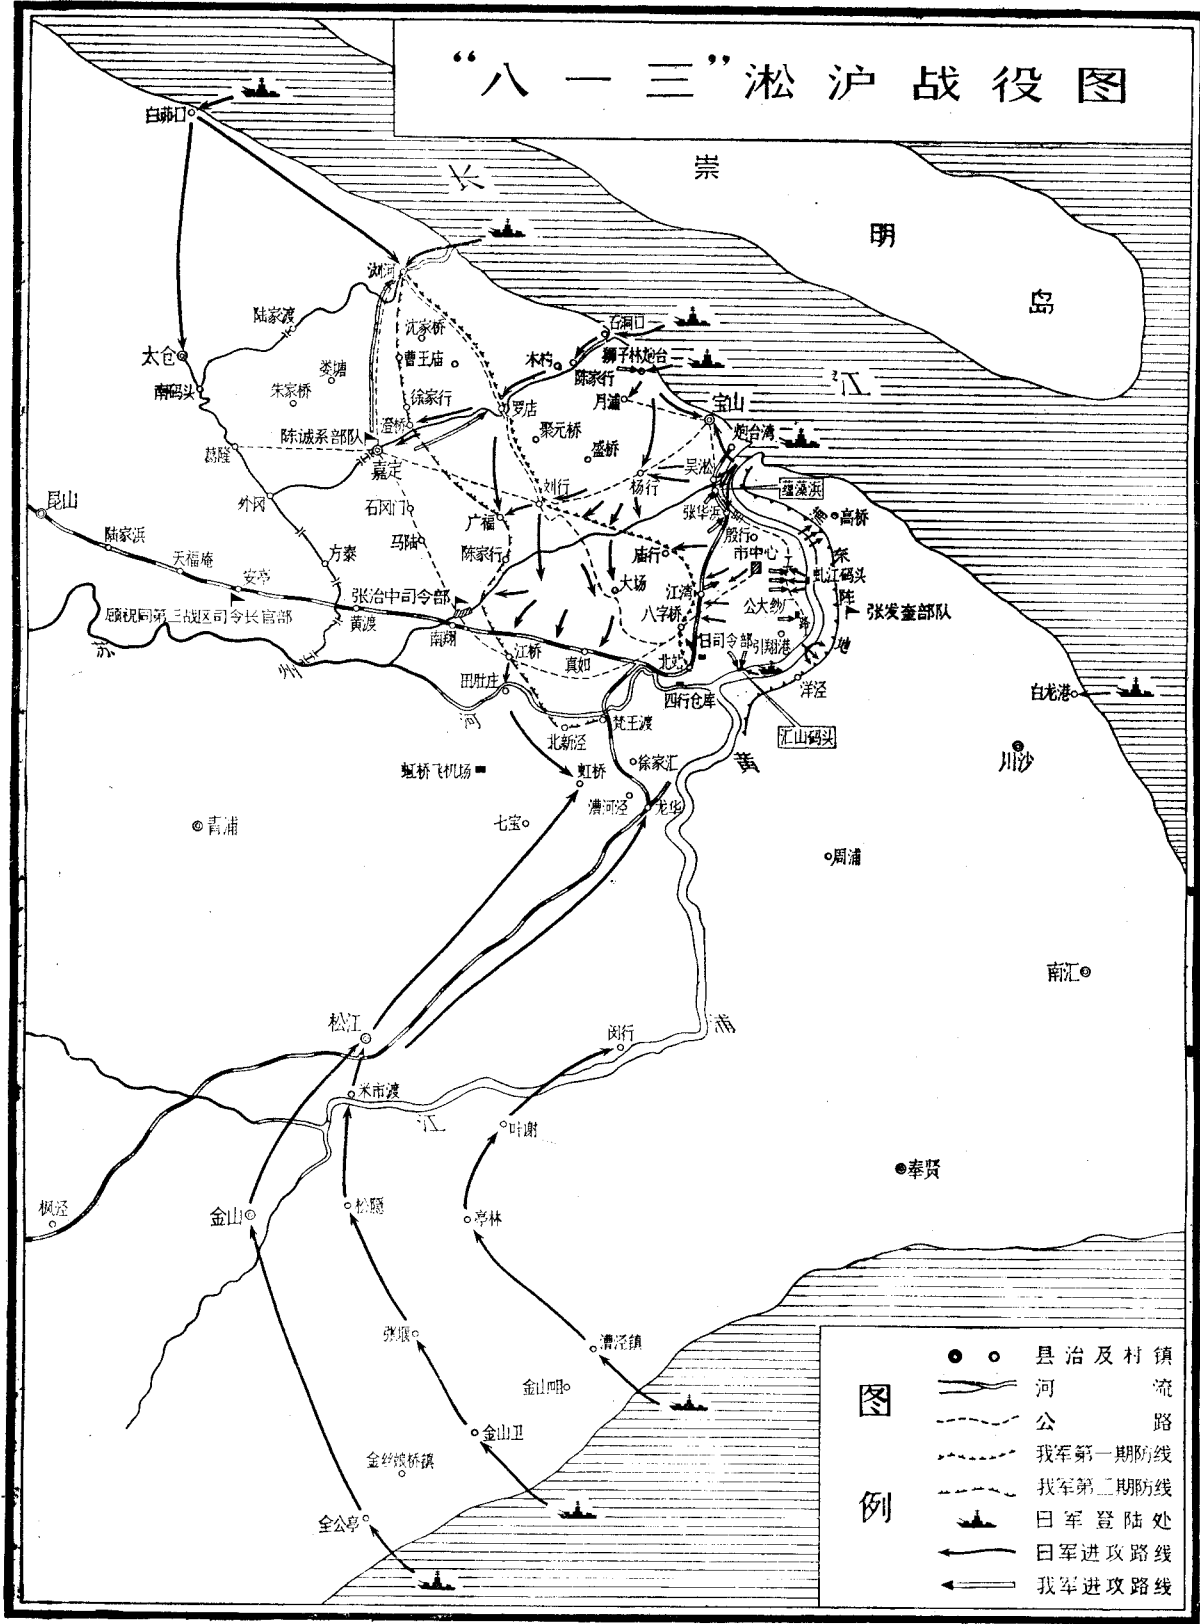 “八一三”淞沪战役图
崇
明
岛
长
江
白茆口
浏河
陆家渡
沈家桥
太仓
娄塘
曹王庙
南码头
朱家桥
徐家行
澄桥
石洞口
狮子林炮台
陈家行
月浦
罗店
宝山
炮台湾
聚元桥
盛桥
陈诚系部队
嘉定
葛隆
外冈
石冈门
刘行
杨行
吴淞
蕴藻浜
张华浜
高桥
昆山
陆家浜
天福庵
安亭
方泰
马陆
广福
陈家行
庙行
殷行
市中心
浦
东
阵
地
虬江码头
大场
江湾
公大纱厂
八字桥
张发奎部队
顾祝同第三战区司令长官部
黄渡
张治中司令部
南翔
江桥
真如
日司令部
引翔港
北站
苏
州
河
田肚庄
四行仓库
洋泾
白龙港
北新泾
梵王渡
汇山码头
黄
虹桥飞机场
虹桥
徐家汇
漕河泾
龙华
川沙
青浦
七宝
周浦
南汇
松江
闵行
浦
米市渡
江
叶谢
奉贤
枫泾
金山
松隐
亭林
张堰
漕泾镇
金山咀
金山卫
金丝娘桥镇
全公亭
图
例
县治及村镇
河流
公路
我军第一期防线
我军第二期防线
日军登陆处
日军进攻路线
我军进攻路线